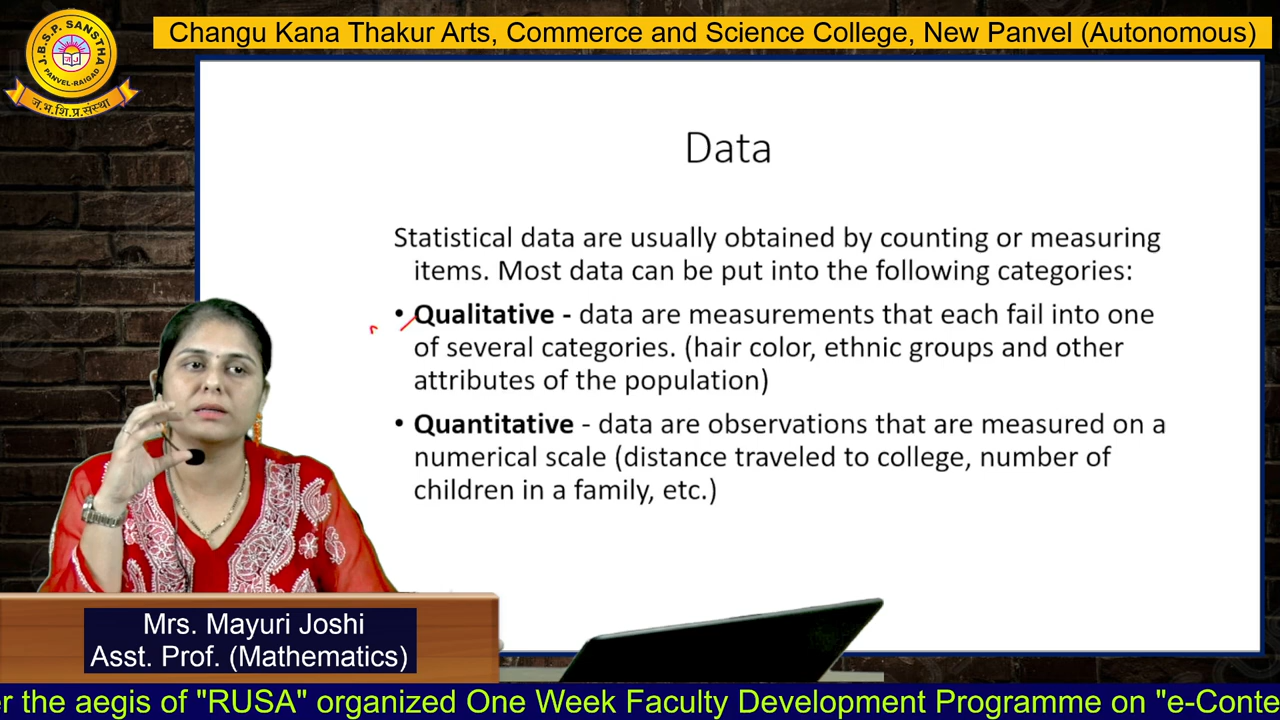 Changu Kana Thakur Arts, Commerce and Science College, New Panvel (Autonomous)
J.B.S.P. SANSTHA
PANVEL-RAIGAD
ज.भ.शि.प्र.संस्था
Data
Statistical data are usually obtained by counting or measuring
items. Most data can be put into the following categories:
• Qualitative - data are measurements that each fail into one
of several categories. (hair color, ethnic groups and other
attributes of the population)
• Quantitative - data are observations that are measured on a
numerical scale (distance traveled to college, number of
children in a family, etc.)
Mrs. Mayuri Joshi
Asst. Prof. (Mathematics)
er the aegis of "RUSA" organized One Week Faculty Development Programme on "e-Conte